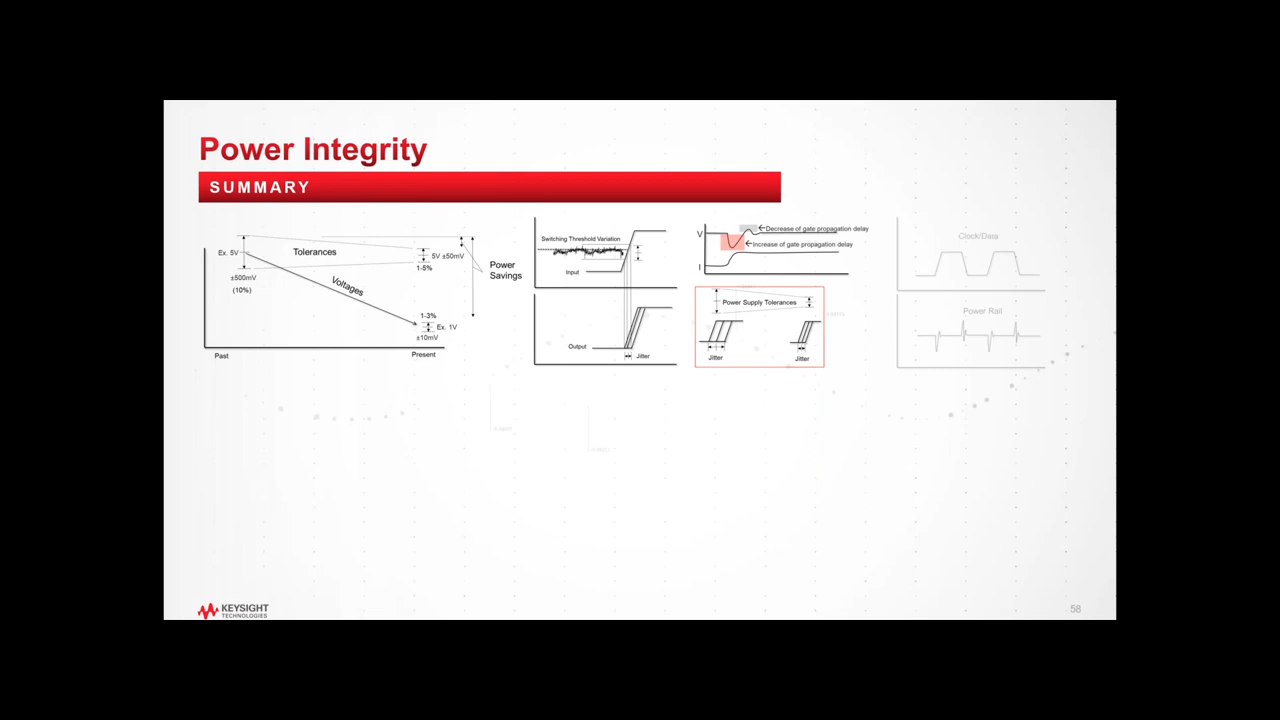 Power Integrity
SUMMARY
Ex. 5V
±500mV
(10%)
Tolerances
Voltages
5V ±50mV
1-5%
1-3%
Ex. 1V
±10mV
Past
Present
Power
Savings
Switching Threshold Variation
Input
Output
Jitter
V
I
Decrease of gate propagation delay
Increase of gate propagation delay
Power Supply Tolerances
Jitter
Jitter
Clock/Data
Power Rail
KEYSIGHT
TECHNOLOGIES
58